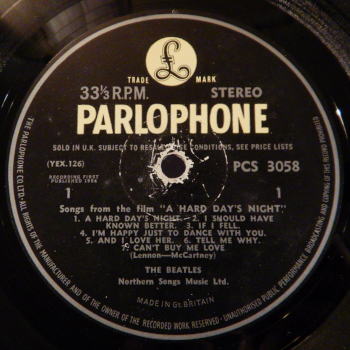 £
TRADE MARK
33⅓ R.P.M. STEREO
PARLOPHONE
SOLD IN U.K. SUBJECT TO CONDITIONS, SEE PRICE LISTS
(YEX.126)
PCS 3058
RECORDING FIRST
PUBLISHED 1964
1 1
Songs from the film "A HARD DAY'S NIGHT"
1. A HARD DAY'S NIGHT 2. I SHOULD HAVE
KNOWN BETTER. 3. IF I FELL.
4. I'M HAPPY JUST TO DANCE WITH YOU.
5. AND I LOVE HER. 6. TELL ME WHY.
7. CAN'T BUY ME LOVE
(Lennon—McCartney)
THE BEATLES
Northern Songs Music Ltd.
MADE IN GT. BRITAIN
THE PARLOPHONE CO. LTD.—ALL RIGHTS OF THE MANUFACTURER AND OF THE OWNER OF THE RECORDED WORK RESERVED—UNAUTHORISED PUBLIC PERFORMANCE, BROADCASTING AND COPYING OF THIS RECORD PROHIBITED